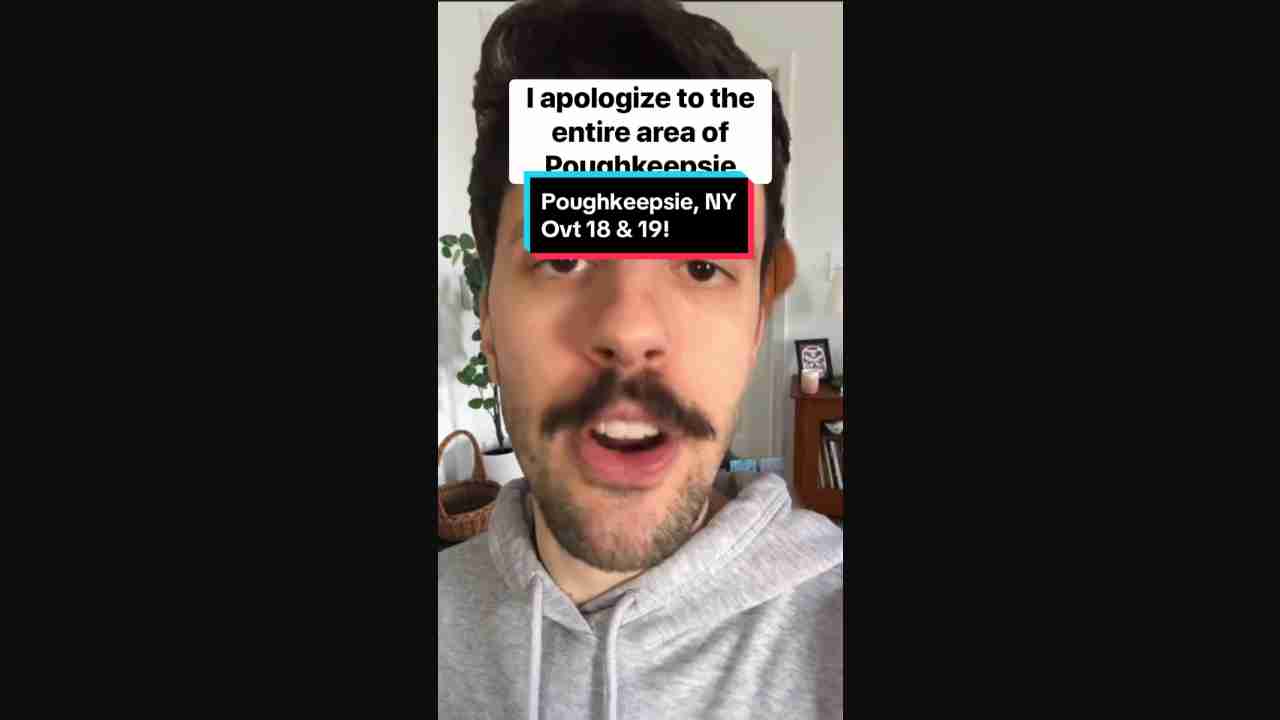 I apologize to the
entire area of
Poughkeepsie
Poughkeepsie, NY
Ovt 18 & 19!